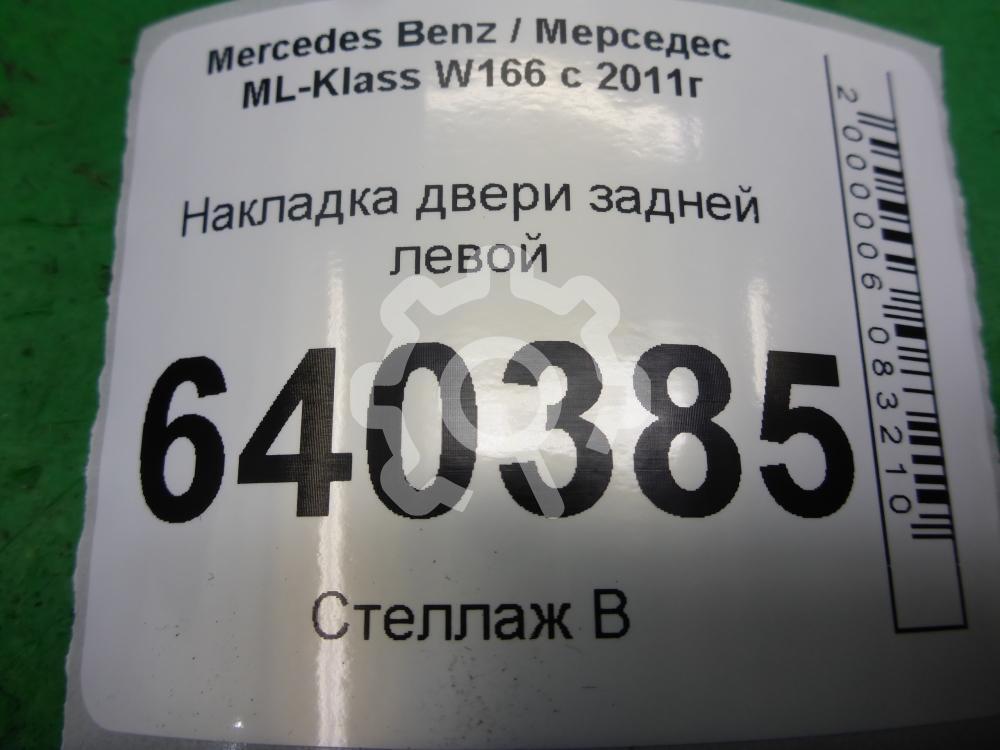 Mercedes Benz / Мерседес
ML-Klass W166 с 2011г
Накладка двери задней
левой
640385
Стеллаж В
2000006083210